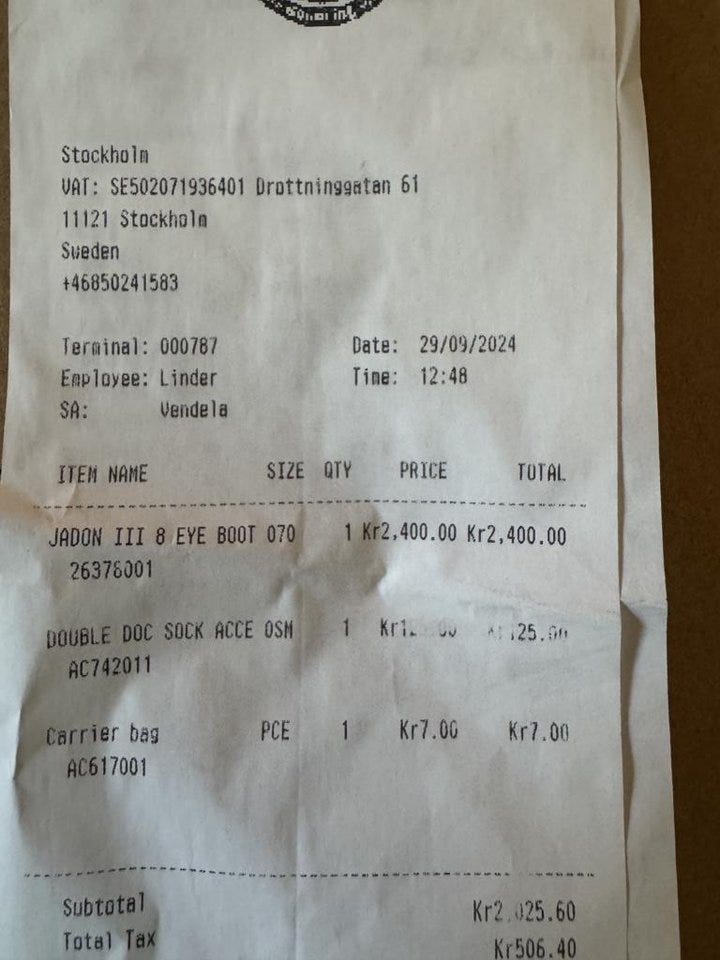 Stockholm
VAT: SE502071936401 Drottninggatan 61
11121 Stockholm
Sweden
+46850241583
Terminal: 000787 Date: 29/09/2024
Employee: Linder Time: 12:48
SA: Vendela
ITEM NAME SIZE QTY PRICE TOTAL
JADON III 8 EYE BOOT 070 1 Kr2,400.00 Kr2,400.00
26378001
DOUBLE DOC SOCK ACCE OSM 1
AC742011
Carrier bag PCE 1 Kr7.00 Kr7.00
AC617001
Subtotal Kr2,025.60
Total Tax Kr506.40